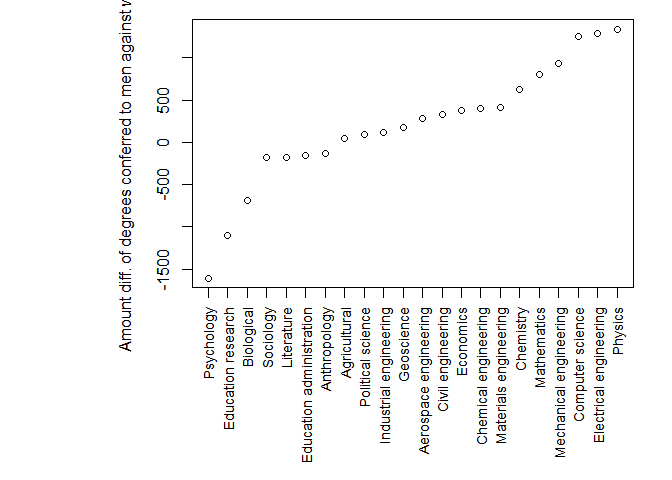 Amount diff. of degrees conferred to men against
500
0
-500
-1500
Psychology
Education research
Biological
Sociology
Literature
Education administration
Anthropology
Agricultural
Political science
Industrial engineering
Geoscience
Aerospace engineering
Civil engineering
Economics
Chemical engineering
Materials engineering
Chemistry
Mathematics
Mechanical engineering
Computer science
Electrical engineering
Physics